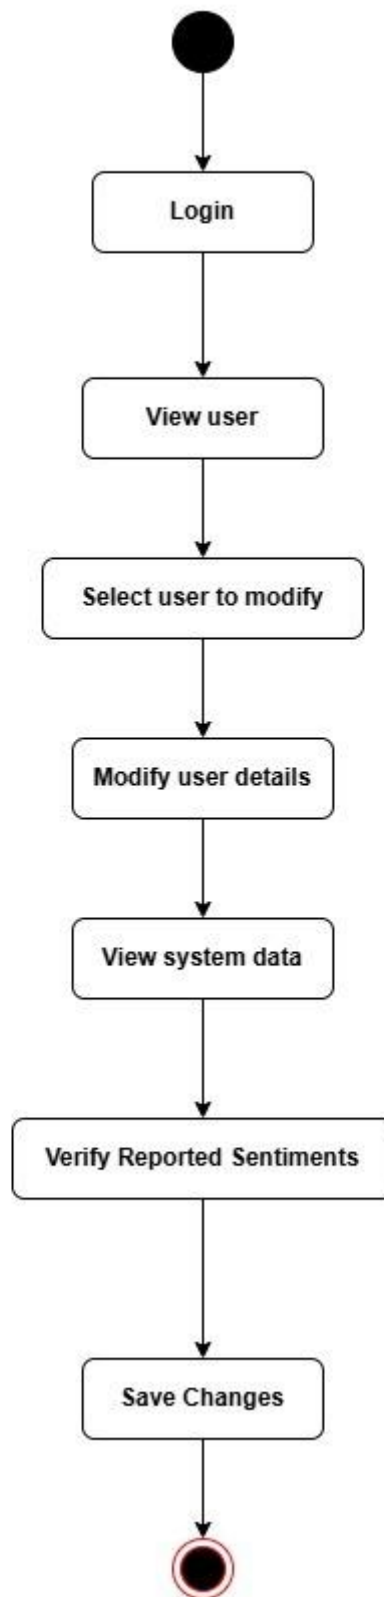 Login
View user
Select user to modify
Modify user details
View system data
Verify Reported Sentiments
Save Changes